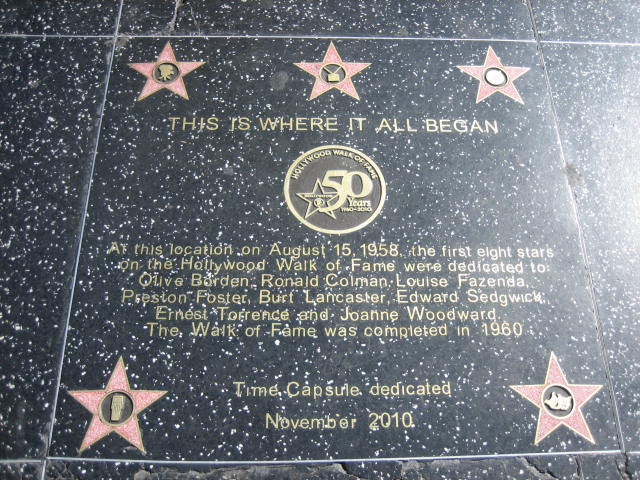 THIS IS WHERE IT ALL BEGAN
HOLLYWOOD WALK OF FAME
50
Years
1960-2010
At this location on August 15, 1958, the first eight stars
on the Hollywood Walk of Fame were dedicated to
Olive Borden, Ronald Colman, Louise Fazenda,
Preston Foster, Burt Lancaster, Edward Sedgwick,
Ernest Torrence and Joanne Woodward.
The Walk of Fame was completed in 1960
Time Capsule dedicated
November 2010